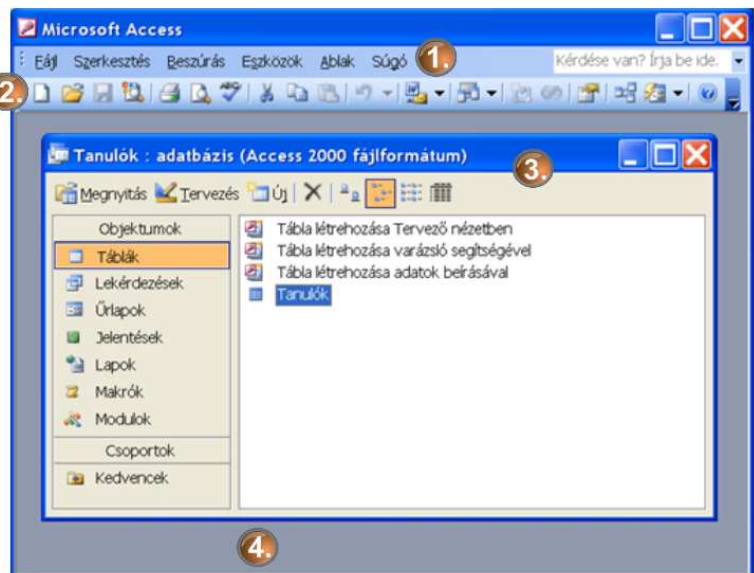 Microsoft Access
Fájl Szerkesztés Beszúrás Eszközök Ablak Súgó 1. Kérdése van? Írja be ide.
2.
Tanulók : adatbázis (Access 2000 fájlformátum)
3.
Megnyitás Tervezés Új
Objektumok
Táblák
Lekérdezések
Űrlapok
Jelentések
Lapok
Makrók
Modulok
Csoportok
Kedvencek
Tábla létrehozása Tervező nézetben
Tábla létrehozása varázsló segítségével
Tábla létrehozása adatok beírásával
Tanulók
4.